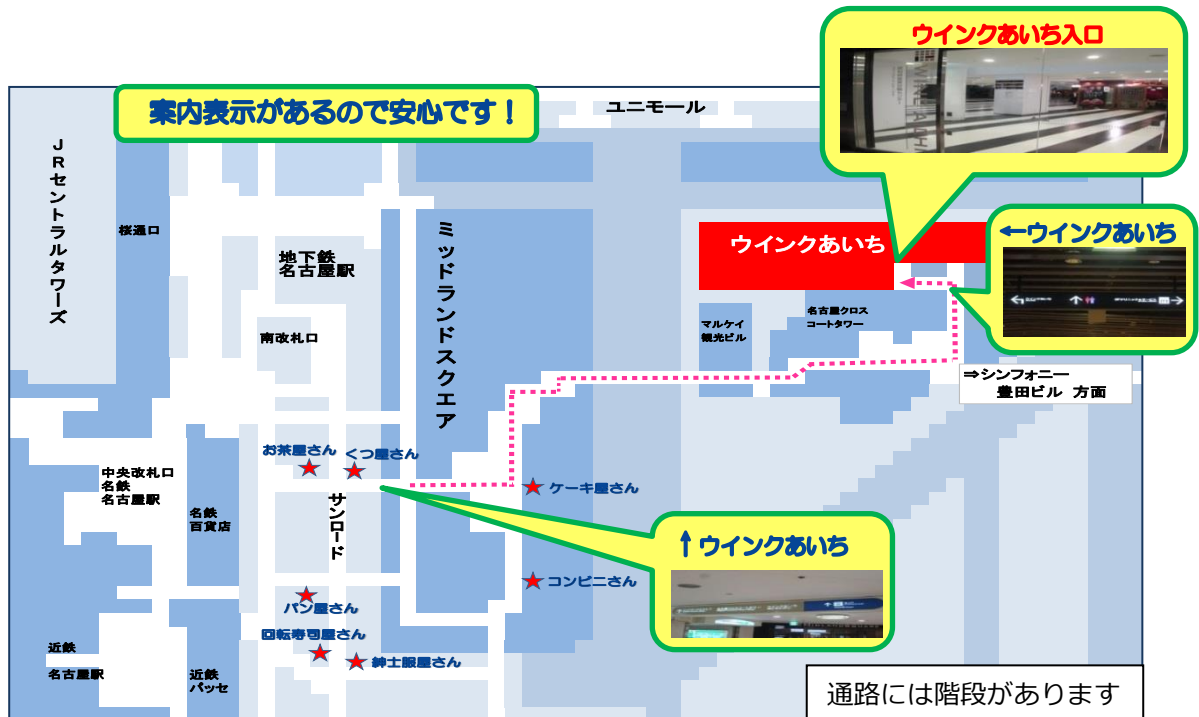 ウインクあいち入口
案内表示があるので安心です！
ユニモール
JRセントラルタワーズ
桜通口
地下鉄
名古屋駅
ミッドランドスクエア
ウインクあいち
←ウインクあいち
南改札口
マルケイ
観光ビル
名古屋クロス
コートタワー
⇒シンフォニー
豊田ビル 方面
お茶屋さん
くつ屋さん
中央改札口
名鉄
名古屋駅
名鉄
百貨店
サンロード
ケーキ屋さん
↑ウインクあいち
コンビニさん
パン屋さん
回転寿司屋さん
紳士服屋さん
近鉄
名古屋駅
近鉄
パッセ
通路には階段があります